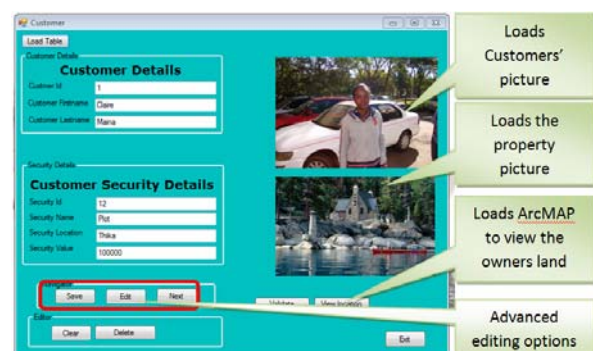 Customer
Load Table
Customer Details
Customer Details
Customer Id
1
Customer Firstname
Claire
Customer Lastname
Maina
Security Details
Customer Security Details
Security Id
12
Security Name
Plot
Security Location
Thika
Security Value
100000
Navigator
Save
Edit
Next
Validate
View location
Editor
Clear
Delete
Exit
Loads
Customers'
picture
Loads the
property
picture
Loads ArcMAP
to view the
owners land
Advanced
editing options